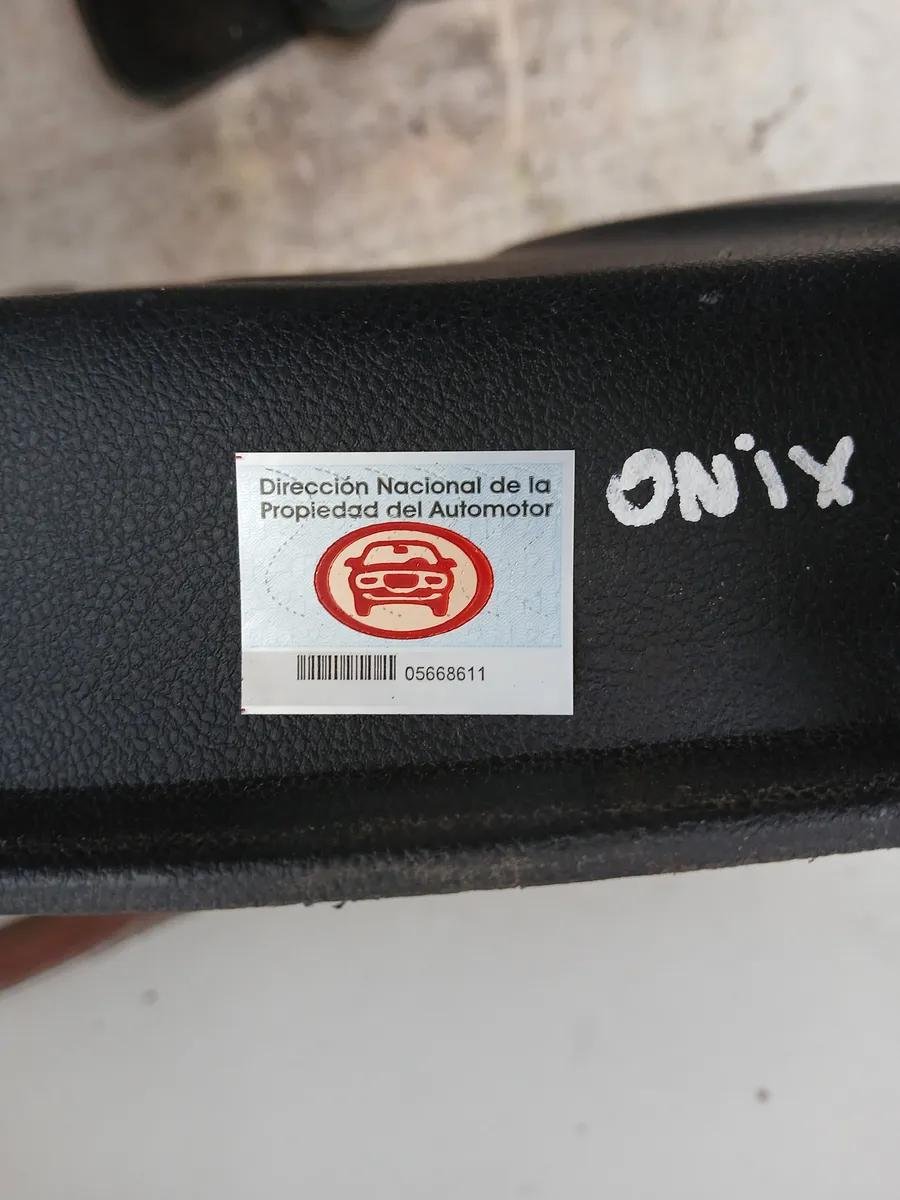 Dirección Nacional de la
Propiedad del Automotor
05668611
ONiX